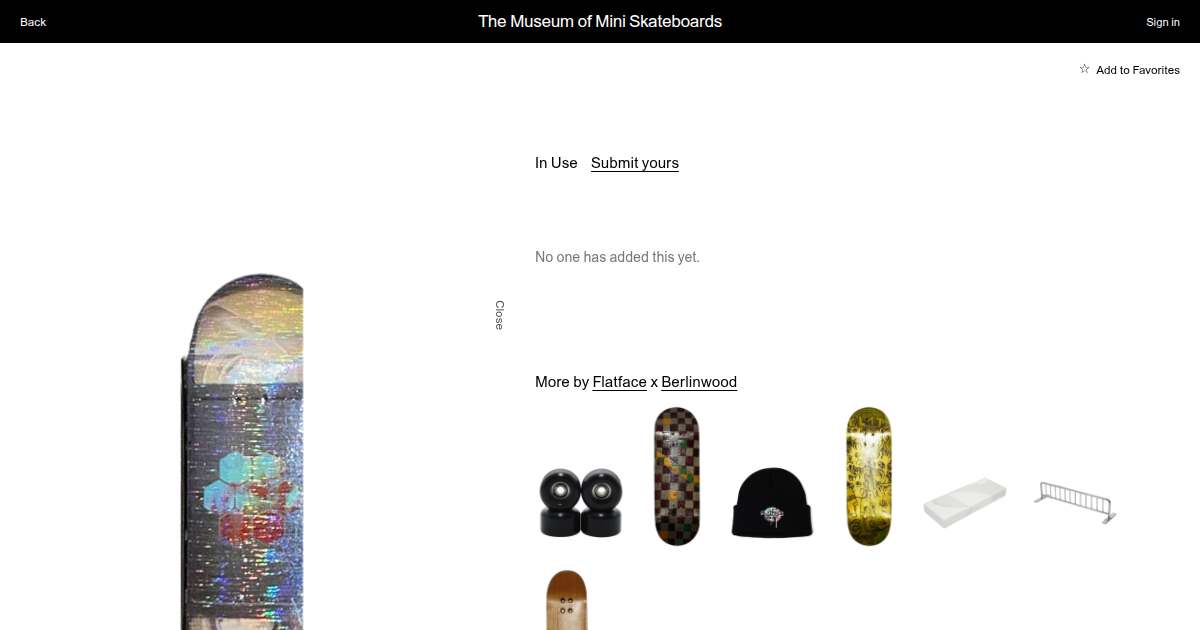 Back
The Museum of Mini Skateboards
Sign in
☆ Add to Favorites
In Use Submit yours
No one has added this yet.
Close
More by Flatface x Berlinwood